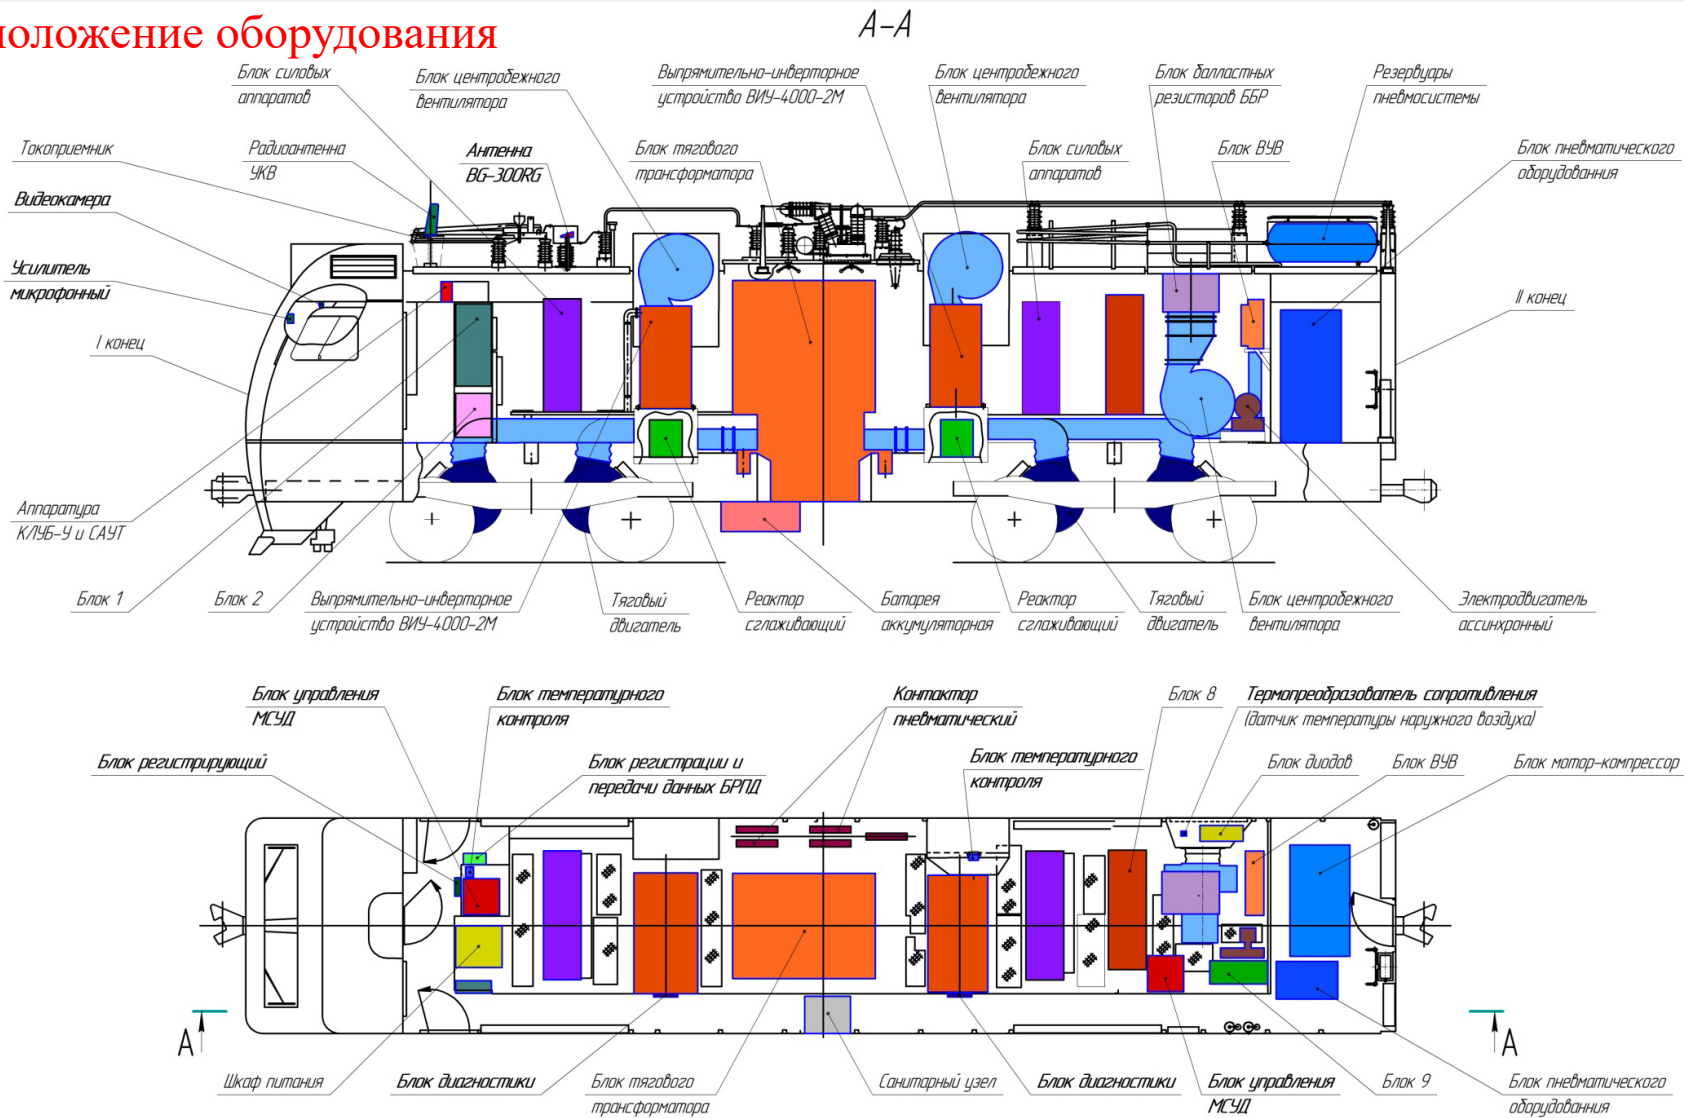 положение оборудования
А-А
Блок силовых
аппаратов
Блок центробежного
вентилятора
Выпрямительно-инверторное
устройство ВИУ-4000-2М
Блок центробежного
вентилятора
Блок балластных
резисторов ББР
Резервуары
пневмосистемы
Токоприемник
Радиоантенна
УКВ
Антенна
BG-300RG
Блок тягового
трансформатора
Блок силовых
аппаратов
Блок ВУВ
Блок пневматического
оборудованния
Видеокамера
Усилитель
микрофонный
I конец
II конец
Аппаратура
КЛУБ-У и САУТ
Блок 1
Блок 2
Выпрямительно-инверторное
устройство ВИУ-4000-2М
Тяговый
двигатель
Реактор
сглаживающий
Батарея
аккумуляторная
Реактор
сглаживающий
Тяговый
двигатель
Блок центробежного
вентилятора
Электродвигатель
ассинхронный
Блок управления
МСУД
Блок температурного
контроля
Контактор
пневматический
Блок 8
Термопреобразователь сопротивления
(датчик температуры наружного воздуха)
Блок регистрирующий
Блок регистрации и
передачи данных БРПД
Блок температурного
контроля
Блок диодов
Блок ВУВ
Блок мотор-компрессор
А
А
Шкаф питания
Блок диагностики
Блок тягового
трансформатора
Санитарный узел
Блок диагностики
Блок управления
МСУД
Блок 9
Блок пневматического
оборудованния